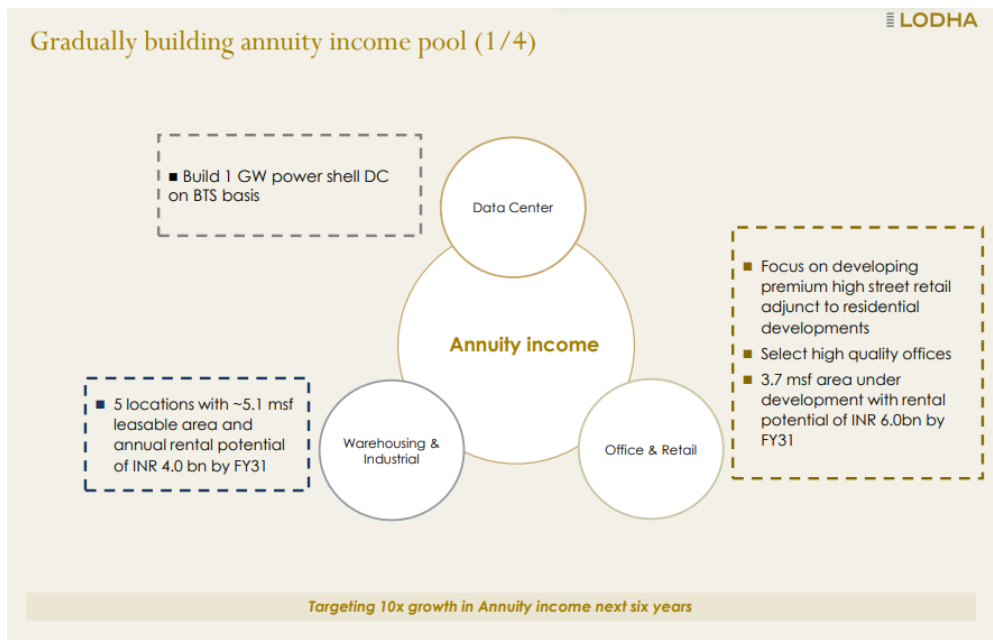 LODHA
Gradually building annuity income pool (1/4)
■ Build 1 GW power shell DC
on BTS basis
Data Center
■ Focus on developing
premium high street retail
adjunct to residential
developments
■ Select high quality offices
■ 3.7 msf area under
development with rental
potential of INR 6.0bn by
FY31
Annuity income
■ 5 locations with ~5.1 msf
leasable area and
annual rental potential
of INR 4.0 bn by FY31
Warehousing &
Industrial
Office & Retail
Targeting 10x growth in Annuity income next six years